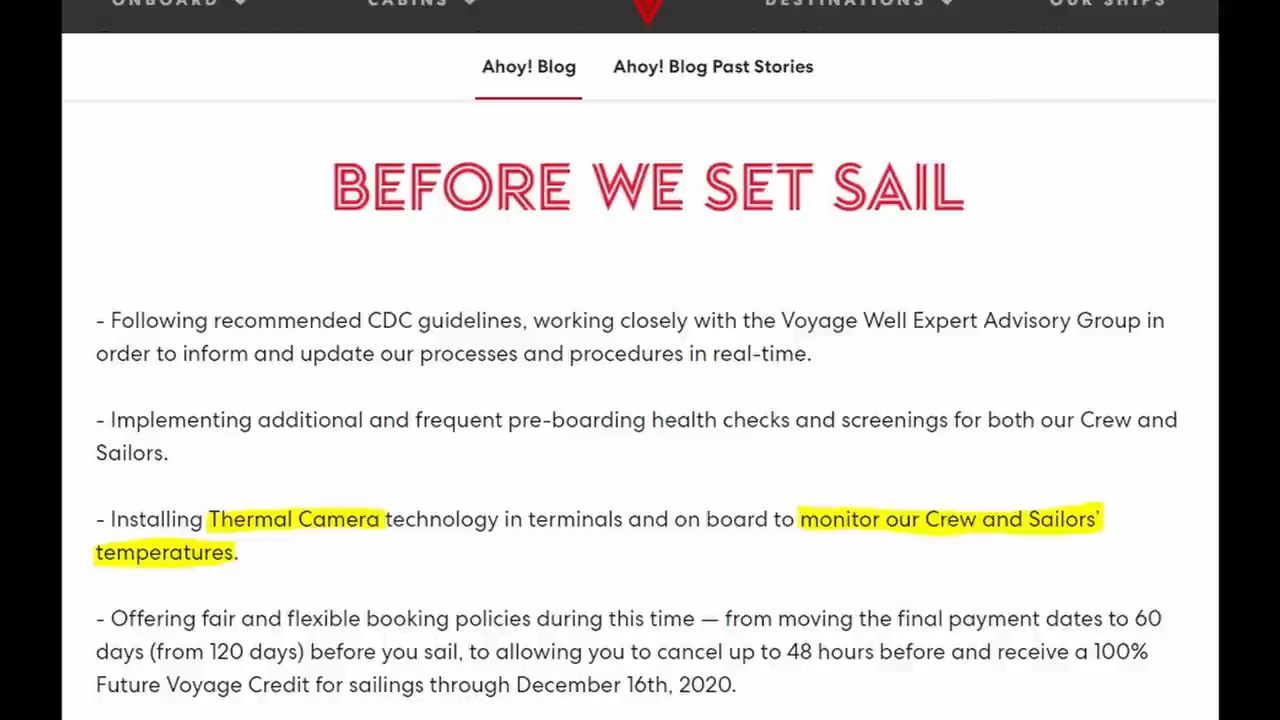 ONBOARD CABINS DESTINATIONS OUR SHIPS
Ahoy! Blog Ahoy! Blog Past Stories
BEFORE WE SET SAIL
- Following recommended CDC guidelines, working closely with the Voyage Well Expert Advisory Group in
order to inform and update our processes and procedures in real-time.
- Implementing additional and frequent pre-boarding health checks and screenings for both our Crew and
Sailors.
- Installing Thermal Camera technology in terminals and on board to monitor our Crew and Sailors’
temperatures.
- Offering fair and flexible booking policies during this time — from moving the final payment dates to 60
days (from 120 days) before you sail, to allowing you to cancel up to 48 hours before and receive a 100%
Future Voyage Credit for sailings through December 16th, 2020.